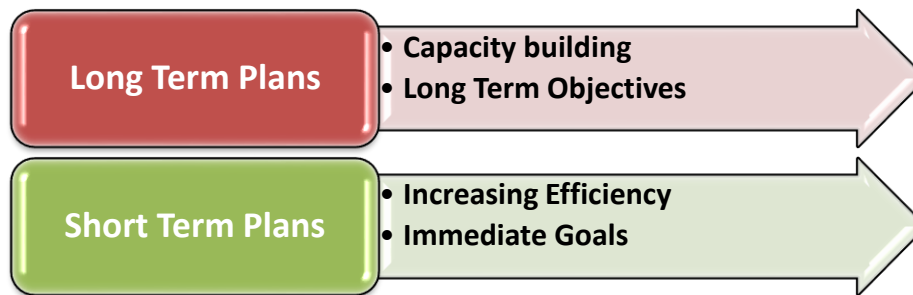 Long Term Plans
• Capacity building
• Long Term Objectives
Short Term Plans
• Increasing Efficiency
• Immediate Goals